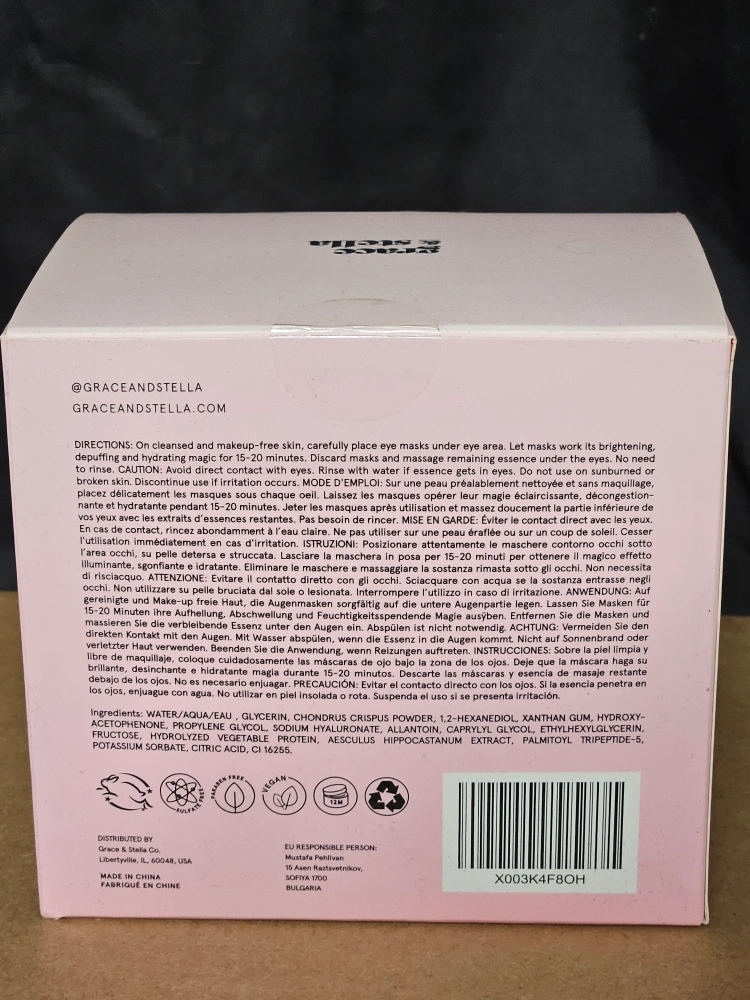 grace
& stella
@GRACEANDSTELLA
GRACEANDSTELLA.COM
DIRECTIONS: On cleansed and makeup-free skin, carefully place eye masks under eye area. Let masks work its brightening,
depuffing and hydrating magic for 15-20 minutes. Discard masks and massage remaining essence under the eyes. No need
to rinse. CAUTION: Avoid direct contact with eyes. Rinse with water if essence gets in eyes. Do not use on sunburned or
broken skin. Discontinue use if irritation occurs. MODE D'EMPLOI: Sur une peau préalablement nettoyée et sans maquillage,
placez délicatement les masques sous chaque oeil. Laissez les masques opérer leur magie éclaircissante, décongestion-
nante et hydratante pendant 15-20 minutes. Jeter les masques après utilisation et massez doucement la partie inférieure de
vos yeux avec les extraits d'essences restantes. Pas besoin de rincer. MISE EN GARDE: Éviter le contact direct avec les yeux.
En cas de contact, rincez abondamment à l'eau claire. Ne pas utiliser sur une peau éraflée ou sur un coup de soleil. Cesser
l'utilisation immédiatement en cas d'irritation. ISTRUZIONI: Posizionare attentamente le maschere contorno occhi sotto
l'area occhi, su pelle detersa e struccata. Lasciare la maschera in posa per 15-20 minuti per ottenere il magico effetto
illuminante, sgonfiante e idratante. Eliminare le maschere e massaggiare la sostanza rimasta sotto gli occhi. Non necessita
di risciacquo. ATTENZIONE: Evitare il contatto diretto con gli occhi. Sciacquare con acqua se la sostanza entrasse negli
occhi. Non utilizzare su pelle bruciata dal sole o lesionata. Interrompere l'utilizzo in caso di irritazione. ANWENDUNG: Auf
gereinigte und Make-up freie Haut, die Augenmasken sorgfältig auf die untere Augenpartie legen. Lassen Sie Masken für
15-20 Minuten ihre Aufhellung, Abschwellung und Feuchtigkeitsspendende Magie ausÿben. Entfernen Sie die Masken und
massieren Sie die verbleibende Essenz unter den Augen ein. Abspülen ist nicht notwendig. ACHTUNG: Vermeiden Sie den
direkten Kontakt mit den Augen. Mit Wasser abspülen, wenn die Essenz in die Augen kommt. Nicht auf Sonnenbrand oder
verletzter Haut verwenden. Beenden Sie die Anwendung, wenn Reizungen auftreten. INSTRUCCIONES: Sobre la piel limpia y
libre de maquillaje, coloque cuidadosamente las máscaras de ojo bajo la zona de los ojos. Deje que la máscara haga su
brillante, desinchante e hidratante magia durante 15-20 minutos. Descarte las máscaras y esencia de masaje restante
debajo de los ojos. No es necesario enjuagar. PRECAUCIÓN: Evitar el contacto directo con los ojos. Si la esencia penetra en
los ojos, enjuague con agua. No utilizar en piel insolada o rota. Suspenda el uso si se presenta irritación.
Ingredients: WATER/AQUA/EAU , GLYCERIN, CHONDRUS CRISPUS POWDER, 1,2-HEXANEDIOL, XANTHAN GUM, HYDROXY-
ACETOPHENONE, PROPYLENE GLYCOL, SODIUM HYALURONATE, ALLANTOIN, CAPRYLYL GLYCOL, ETHYLHEXYLGLYCERIN,
FRUCTOSE, HYDROLYZED VEGETABLE PROTEIN, AESCULUS HIPPOCASTANUM EXTRACT, PALMITOYL TRIPEPTIDE-5,
POTASSIUM SORBATE, CITRIC ACID, CI 16255.
SULFATE FREE
PARABEN FREE
VEGAN
12M
DISTRIBUTED BY
Grace & Stella Co.
Libertyville, IL, 60048, USA
MADE IN CHINA
FABRIQUÉ EN CHINE
EU RESPONSIBLE PERSON:
Mustafa Pehlivan
15 Asen Raztsvetnikov,
SOFIYA 1700
BULGARIA
X003K4F8OH